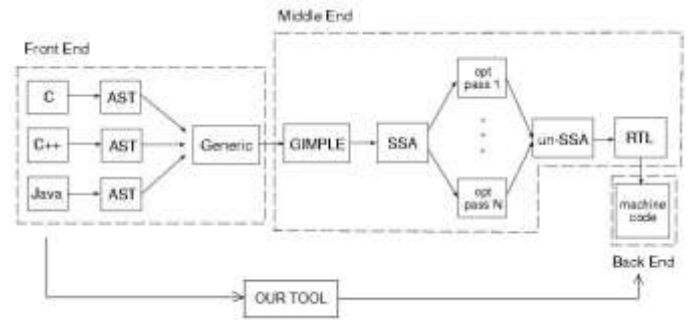 Middle End
Front End
C
AST
C++
AST
Java
AST
Generic
GIMPLE
SSA
opt
pass 1
opt
pass N
un-SSA
RTL
machine
code
Back End
OUR TOOL